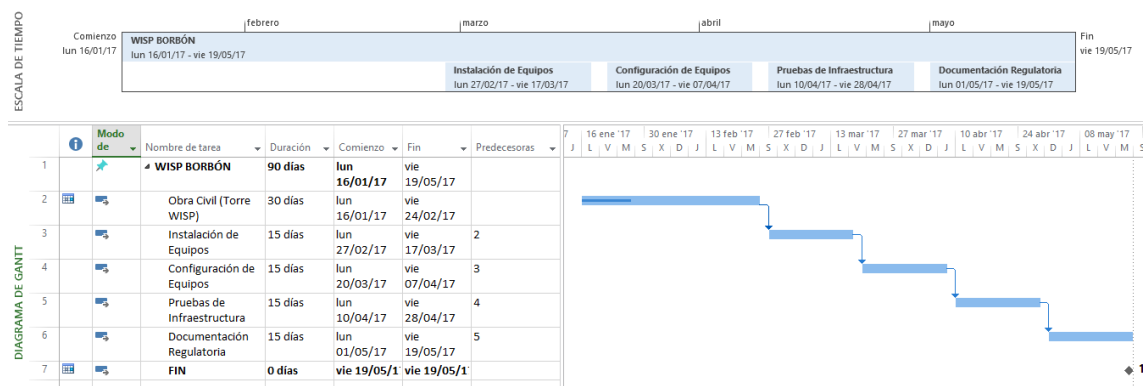 ESCALA DE TIEMPO
febrero marzo abril mayo
Comienzo
lun 16/01/17
WISP BORBÓN
lun 16/01/17 - vie 19/05/17
Fin
vie 19/05/17
Instalación de Equipos
lun 27/02/17 - vie 17/03/17
Configuración de Equipos
lun 20/03/17 - vie 07/04/17
Pruebas de Infraestructura
lun 10/04/17 - vie 28/04/17
Documentación Regulatoria
lun 01/05/17 - vie 19/05/17
DIAGRAMA DE GANTT
Modo de Nombre de tarea Duración Comienzo Fin Predecesoras
7 16 ene '17 30 ene '17 13 feb '17 27 feb '17 13 mar '17 27 mar '17 10 abr '17 24 abr '17 08 may '17
J L V M S X D J L V M S X D J L V M S X D J L V M S
1 WISP BORBÓN 90 días lun 16/01/17 vie 19/05/17
2 Obra Civil (Torre WISP) 30 días lun 16/01/17 vie 24/02/17
3 Instalación de Equipos 15 días lun 27/02/17 vie 17/03/17 2
4 Configuración de Equipos 15 días lun 20/03/17 vie 07/04/17 3
5 Pruebas de Infraestructura 15 días lun 10/04/17 vie 28/04/17 4
6 Documentación Regulatoria 15 días lun 01/05/17 vie 19/05/17 5
7 FIN 0 días vie 19/05/1 vie 19/05/1
1